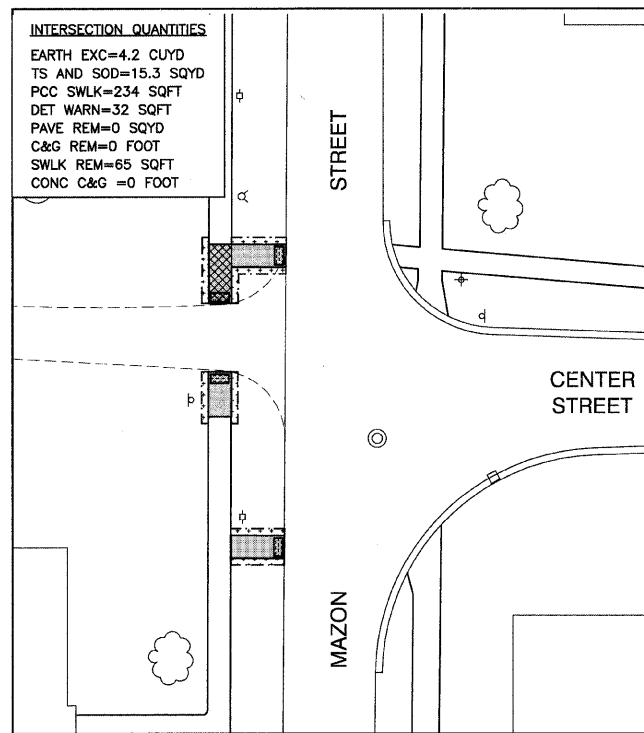 INTERSECTION QUANTITIES
EARTH EXC=4.2 CUYD
TS AND SOD=15.3 SQYD
PCC SWLK=234 SQFT
DET WARN=32 SQFT
PAVE REM=0 SQYD
C&G REM=0 FOOT
SWLK REM=65 SQFT
CONC C&G =0 FOOT
STREET
CENTER
STREET
MAZON